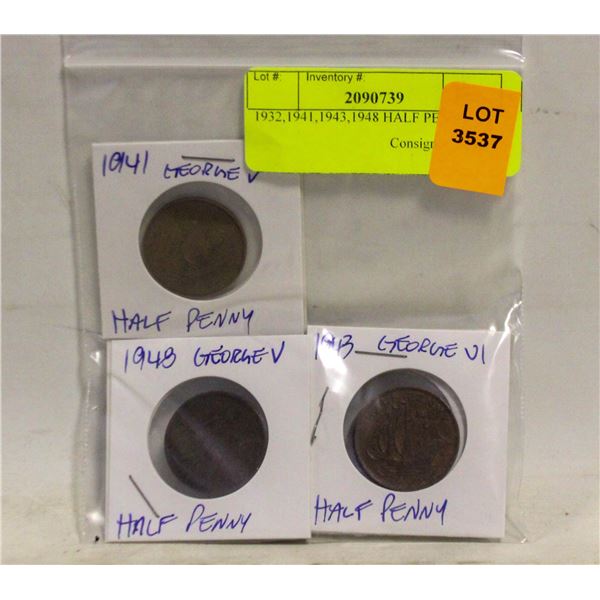 Lot #: Inventory #:
2090739
1932,1941,1943,1948 HALF PE
Consign
LOT
3537
1941 GEORGE V
HALF PENNY
1948 GEORGE V
HALF PENNY
GEORGE VI
HALF PENNY